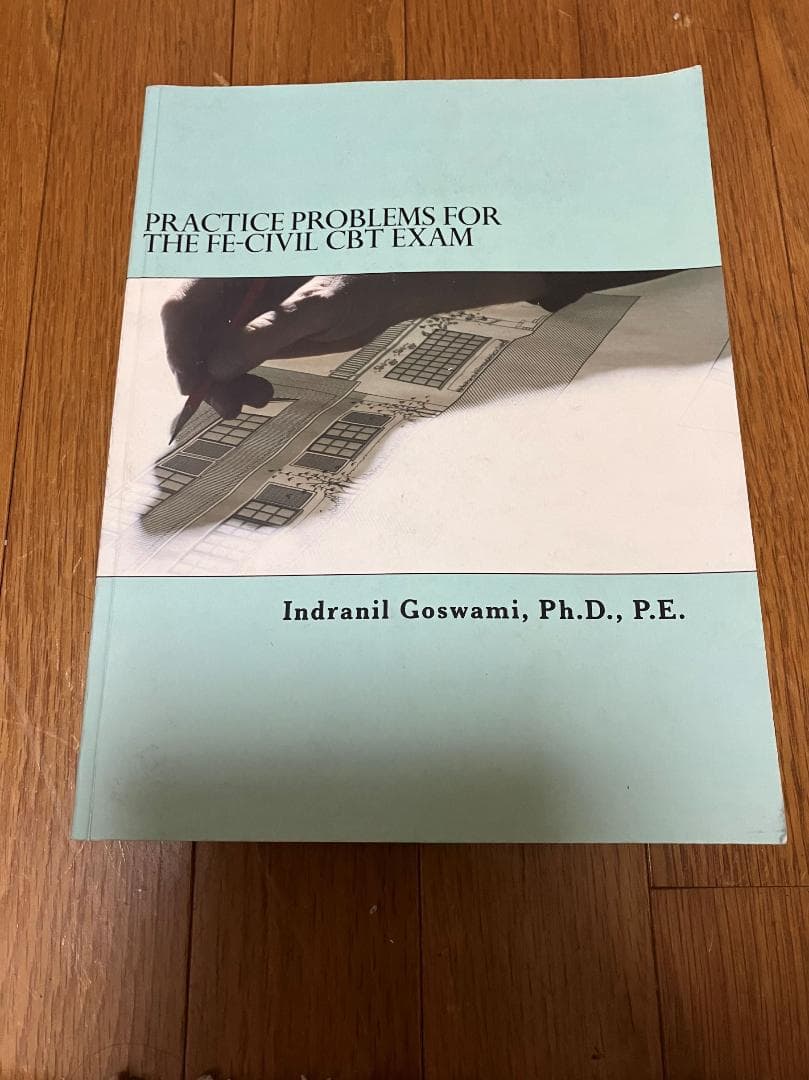 PRACTICE PROBLEMS FOR
THE FE-CIVIL CBT EXAM
Indranil Goswami, Ph.D., P.E.